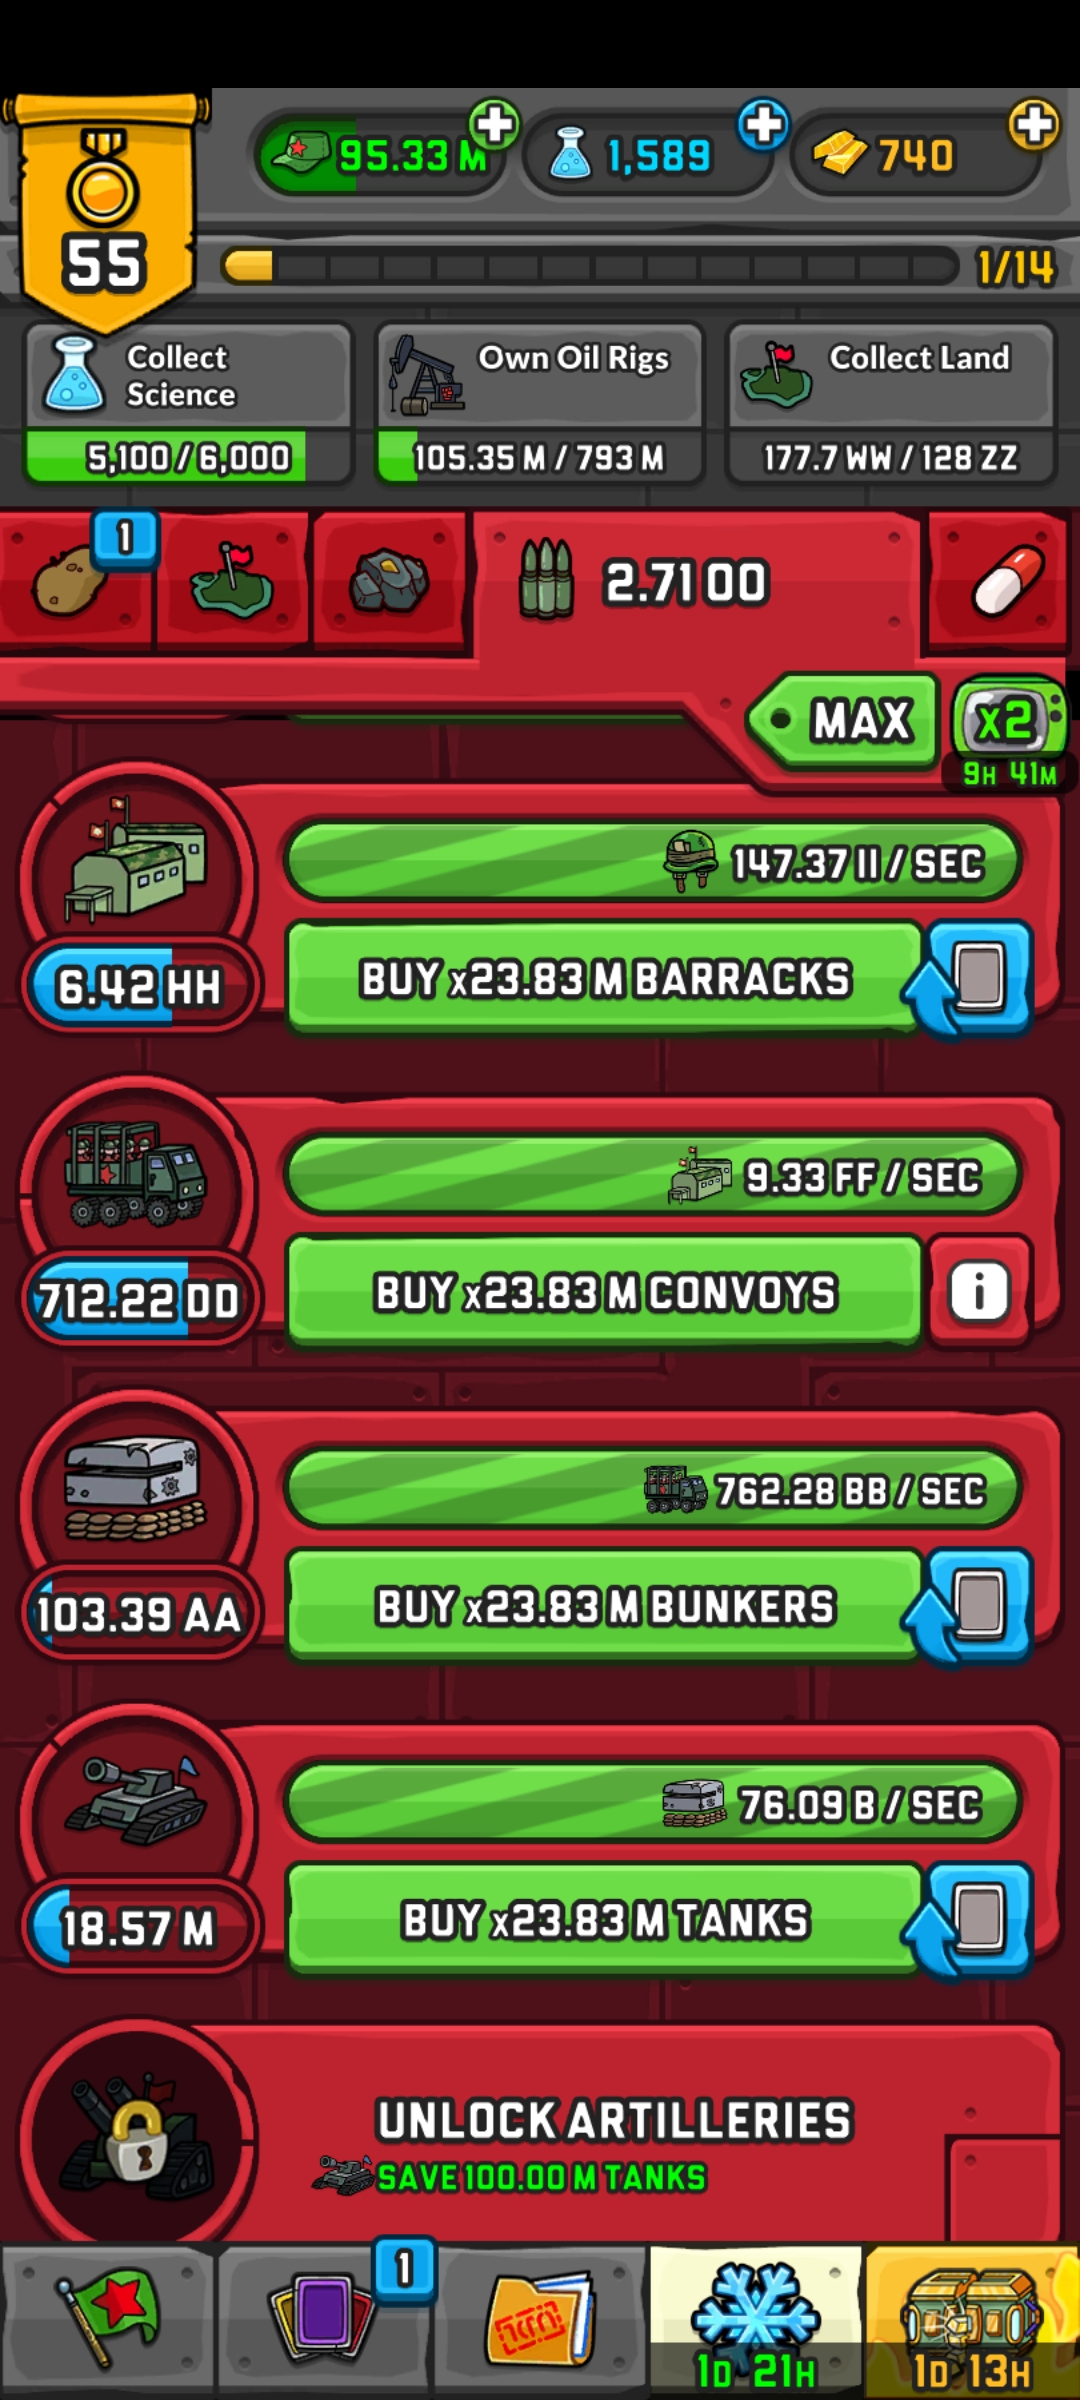 95.33 M
1,589
740
55
1/14
Collect
Science
5,100 / 6,000
Own Oil Rigs
105.35 M / 793 M
Collect Land
177.7 WW / 128 ZZ
1
2.71 OO
MAX
x2
9H 41M
147.37 II / SEC
6.42 HH
BUY x23.83 M BARRACKS
9.33 FF / SEC
712.22 DD
BUY x23.83 M CONVOYS
i
762.28 BB / SEC
103.39 AA
BUY x23.83 M BUNKERS
76.09 B / SEC
18.57 M
BUY x23.83 M TANKS
UNLOCK ARTILLERIES
SAVE 100.00 M TANKS
1
1D 21H
1D 13H